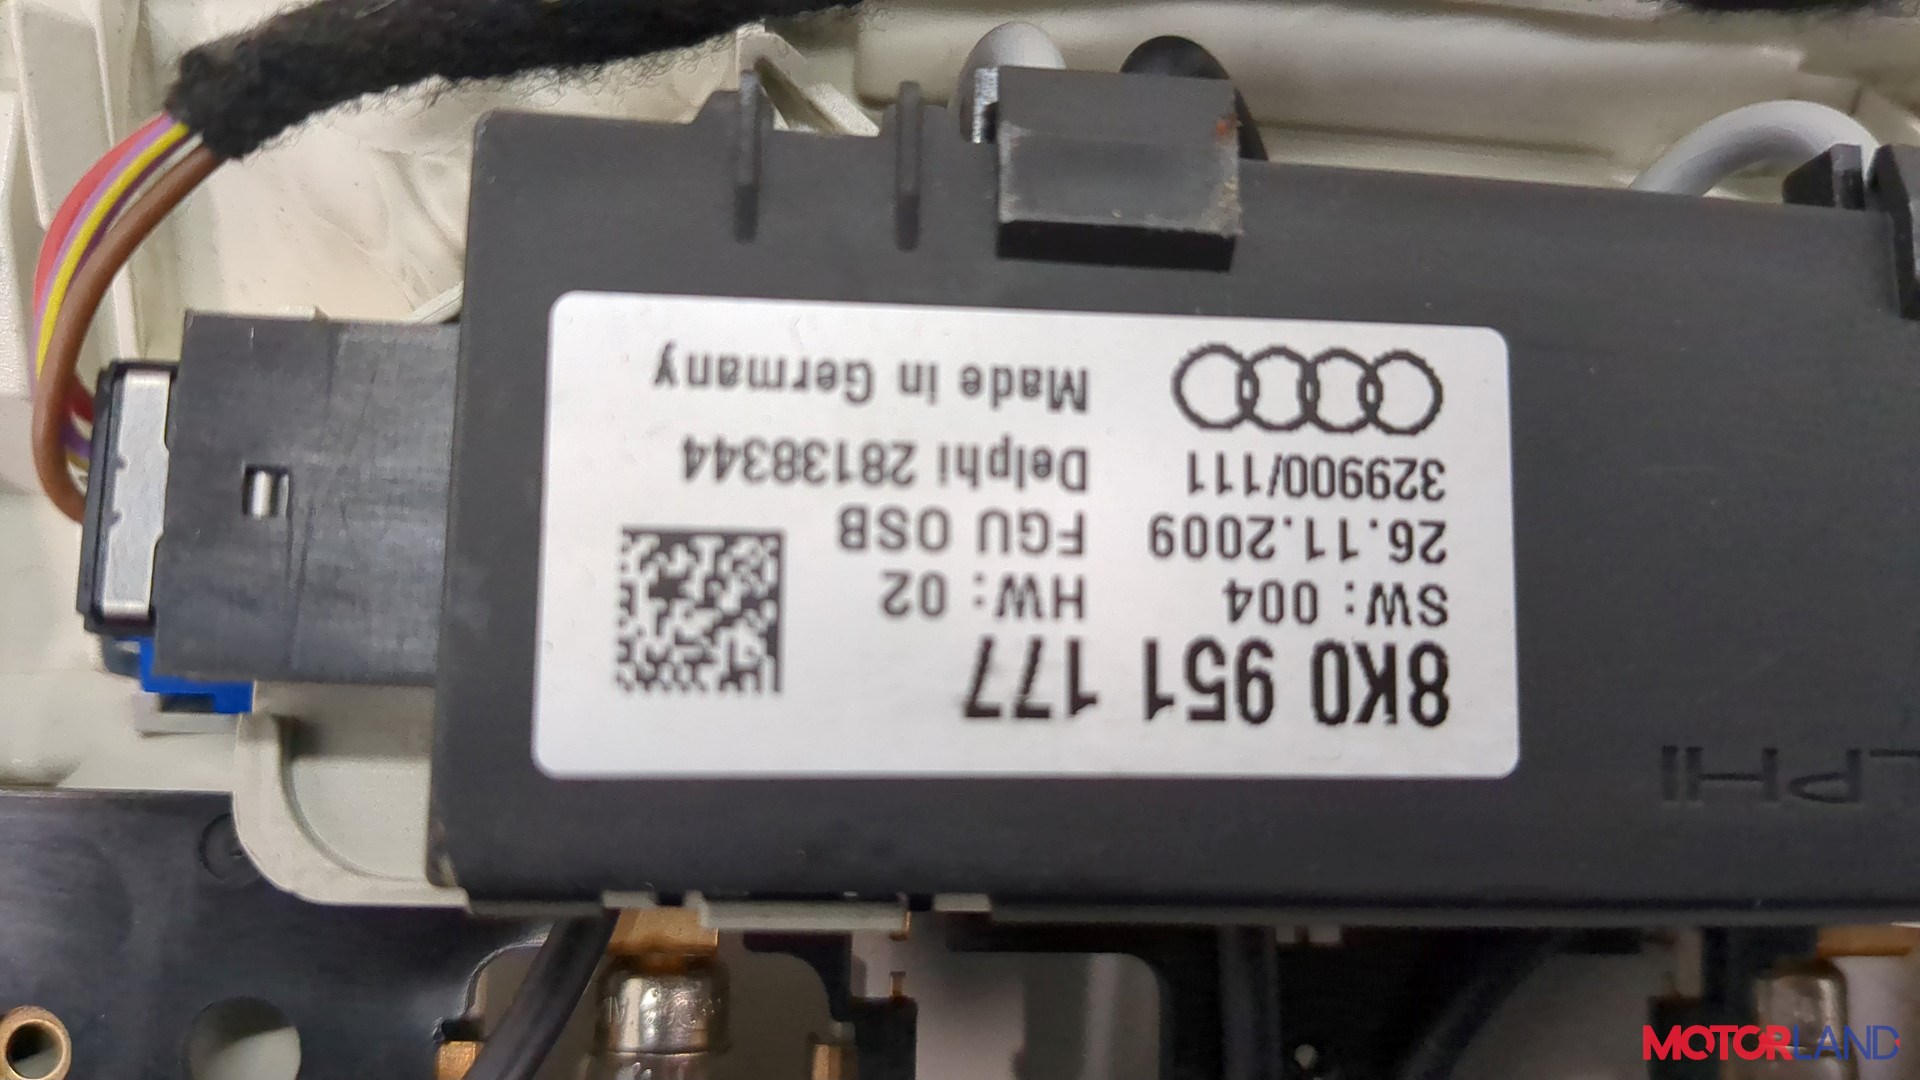 8K0 951 177
SW: 004 HW: 02
26.11.2009 FGU OSB
329900/111 Delphi 28138344
Made in Germany
LPHI
MOTORLAND